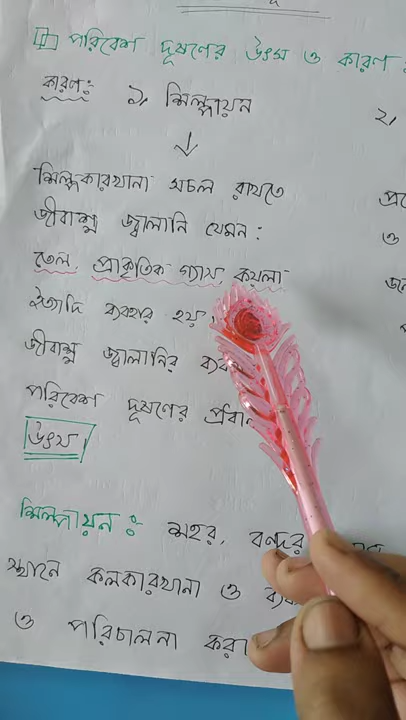 পরিবেশ দূষণের উৎস ও কারণ:
কারণঃ ১, শিল্পায়ন
২,
শিল্পকারখানা সচল রাখতে
জীবাশ্ম জ্বালানি যেমন:
তেল প্রাকৃতিক গ্যাস কয়লা
ইত্যাদি ব্যবহার হয়,
জীবাশ্ম জ্বালানির
পরিবেশ দূষণের
উৎস
শিল্পায়নঃ শহর, বন্দর
স্থানে কলকারখানা ও
ও পরিচালনা করা
ও